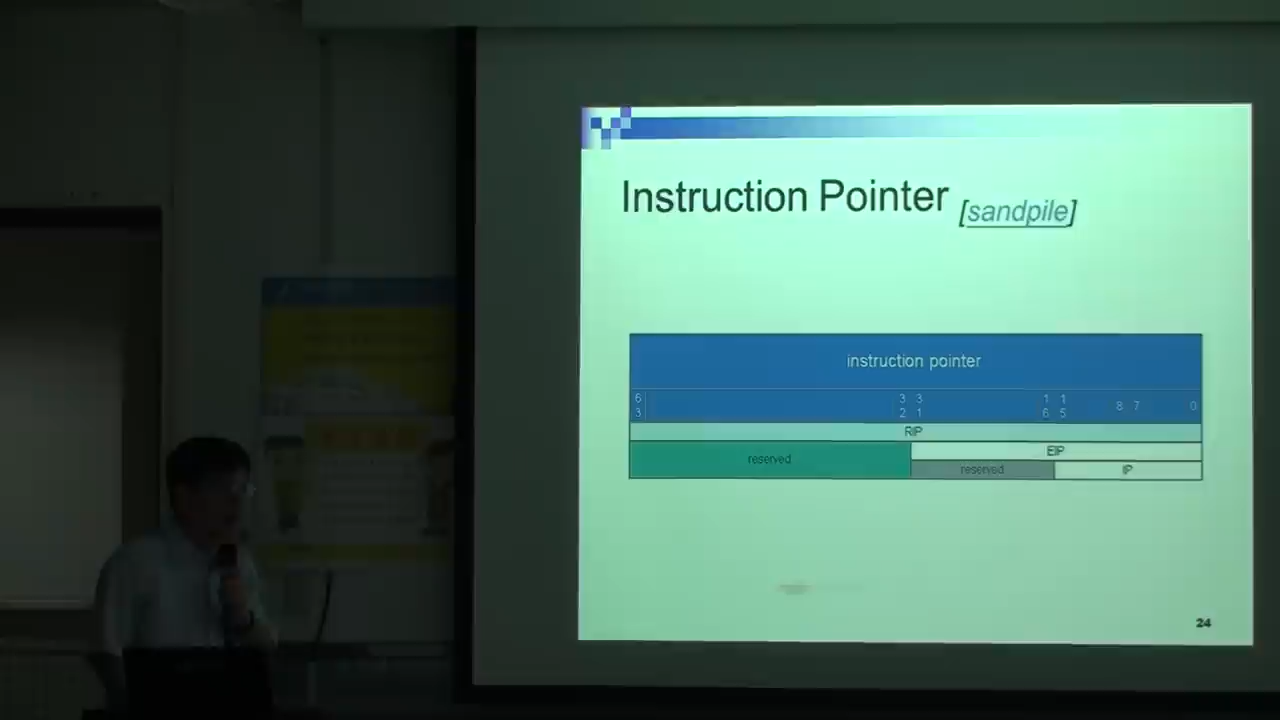 Instruction Pointer [sandpile]
instruction pointer
6 3 3 1 1
3 2 1 6 5 8 7 0
RIP
reserved EIP
reserved IP
24